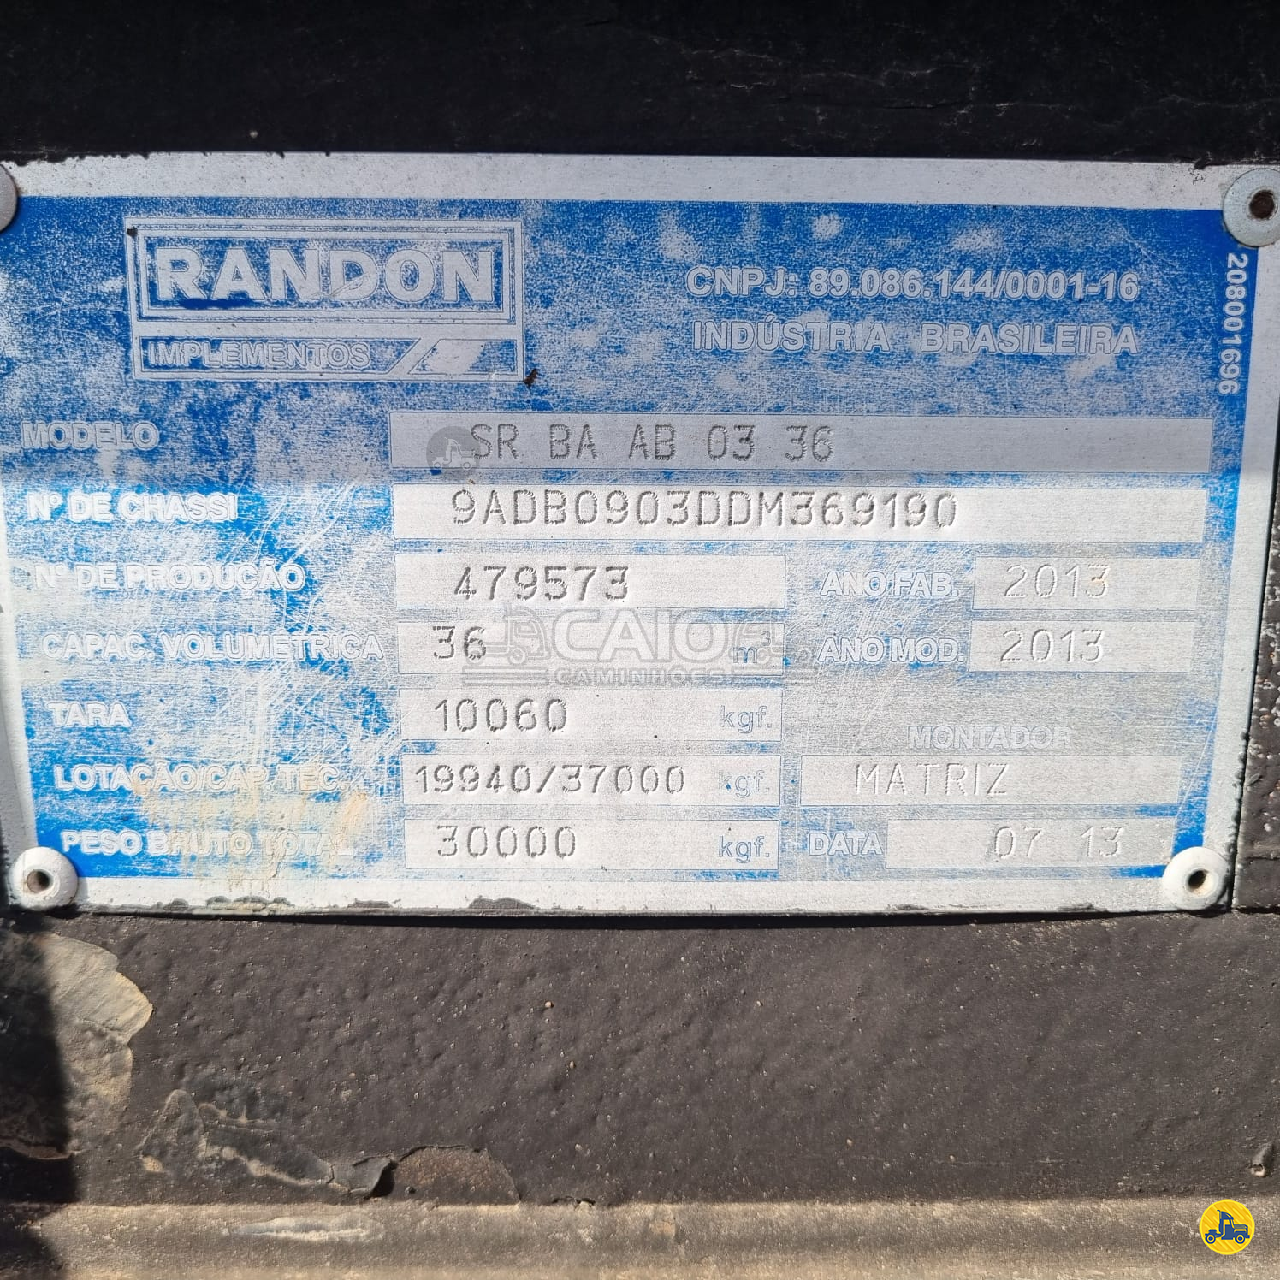 RANDON
IMPLEMENTOS
CNPJ: 89.086.144/0001-16
INDÚSTRIA BRASILEIRA
208001696
MODELO SR BA AB 03 36
Nº DE CHASSI 9ADB0903DDM369190
Nº DE PRODUÇÃO 479573 ANO FAB. 2013
CAPAC. VOLUMÉTRICA 36 m³ ANO MOD. 2013
CAIO
CAMINHÕES
TARA 10060 kgf.
MONTADOR
LOTAÇÃO/CAP. TEC. 19940/37000 kgf. MATRIZ
PESO BRUTO TOTAL 30000 kgf. DATA 07 13